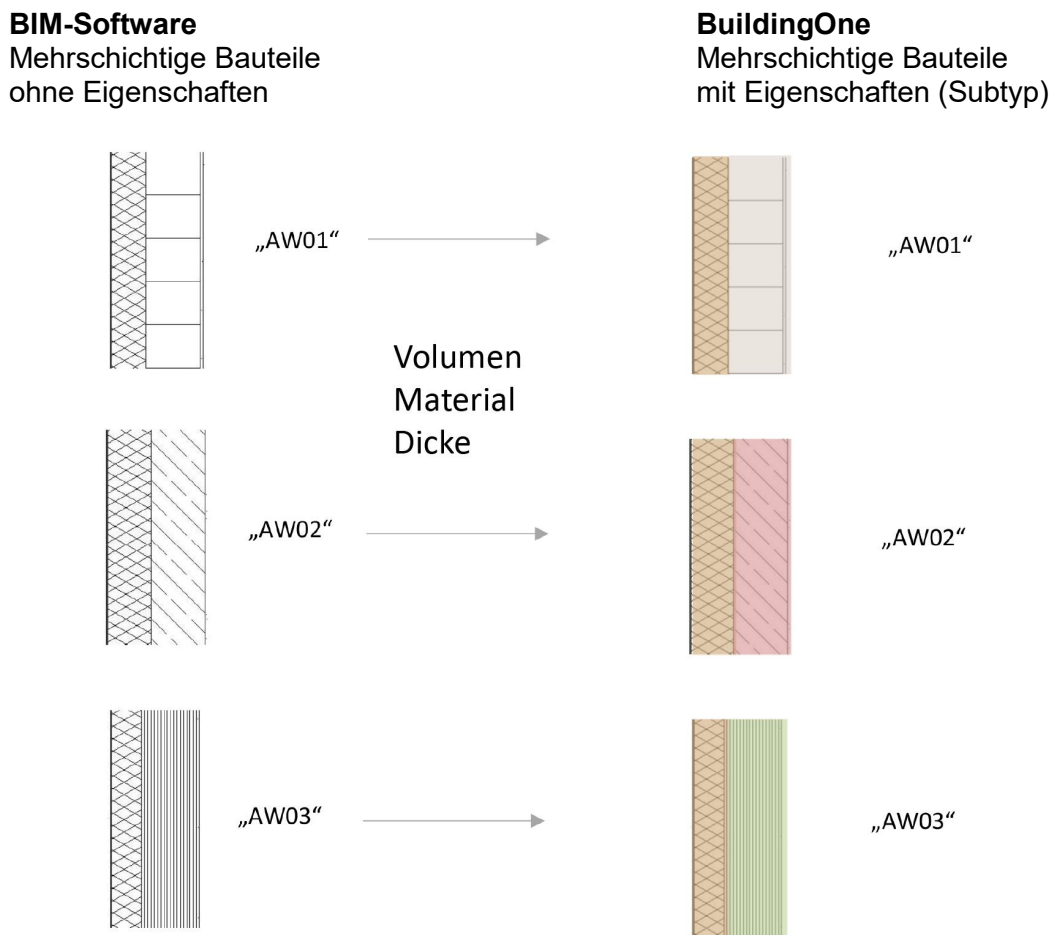 BIM-Software
Mehrschichtige Bauteile
ohne Eigenschaften
BuildingOne
Mehrschichtige Bauteile
mit Eigenschaften (Subtyp)
„AW01“
„AW01“
Volumen
Material
Dicke
„AW02“
„AW02“
„AW03“
„AW03“